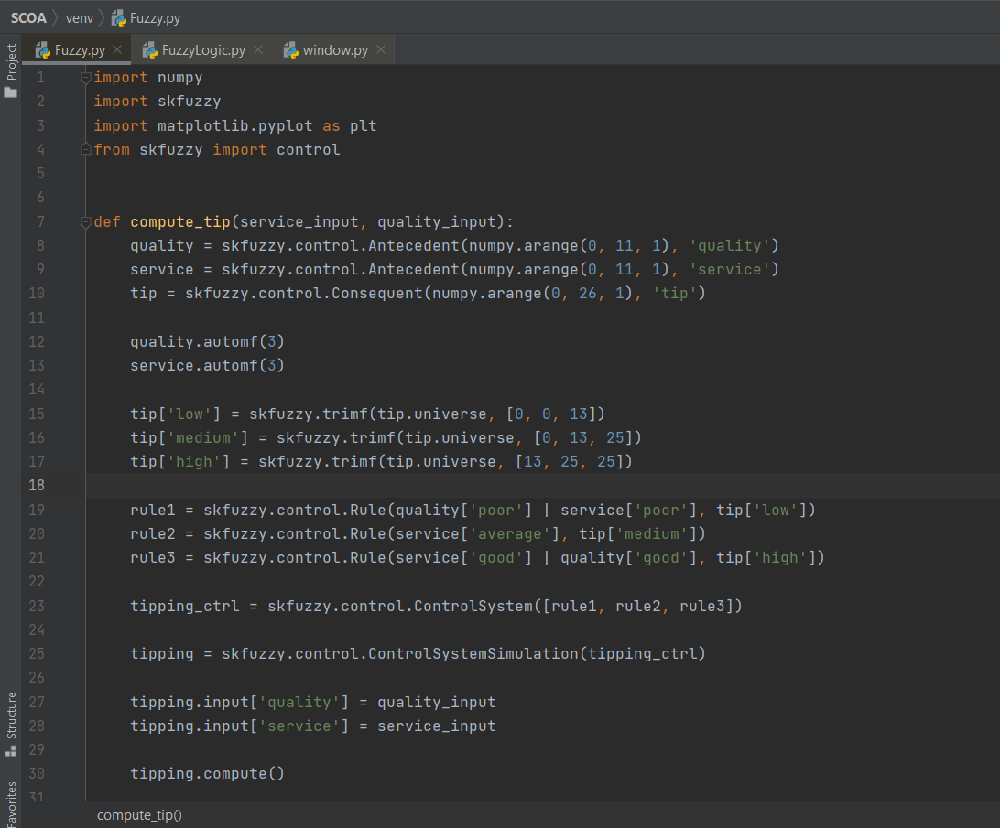 SCOA venv Fuzzy.py
Fuzzy.py FuzzyLogic.py window.py
Project
1 import numpy
2 import skfuzzy
3 import matplotlib.pyplot as plt
4 from skfuzzy import control
5
6
7 def compute_tip(service_input, quality_input):
8     quality = skfuzzy.control.Antecedent(numpy.arange(0, 11, 1), 'quality')
9     service = skfuzzy.control.Antecedent(numpy.arange(0, 11, 1), 'service')
10     tip = skfuzzy.control.Consequent(numpy.arange(0, 26, 1), 'tip')
11
12     quality.automf(3)
13     service.automf(3)
14
15     tip['low'] = skfuzzy.trimf(tip.universe, [0, 0, 13])
16     tip['medium'] = skfuzzy.trimf(tip.universe, [0, 13, 25])
17     tip['high'] = skfuzzy.trimf(tip.universe, [13, 25, 25])
18
19     rule1 = skfuzzy.control.Rule(quality['poor'] | service['poor'], tip['low'])
20     rule2 = skfuzzy.control.Rule(service['average'], tip['medium'])
21     rule3 = skfuzzy.control.Rule(service['good'] | quality['good'], tip['high'])
22
23     tipping_ctrl = skfuzzy.control.ControlSystem([rule1, rule2, rule3])
24
25     tipping = skfuzzy.control.ControlSystemSimulation(tipping_ctrl)
26
27     tipping.input['quality'] = quality_input
28     tipping.input['service'] = service_input
29
30     tipping.compute()
31
Structure
Favorites
compute_tip()